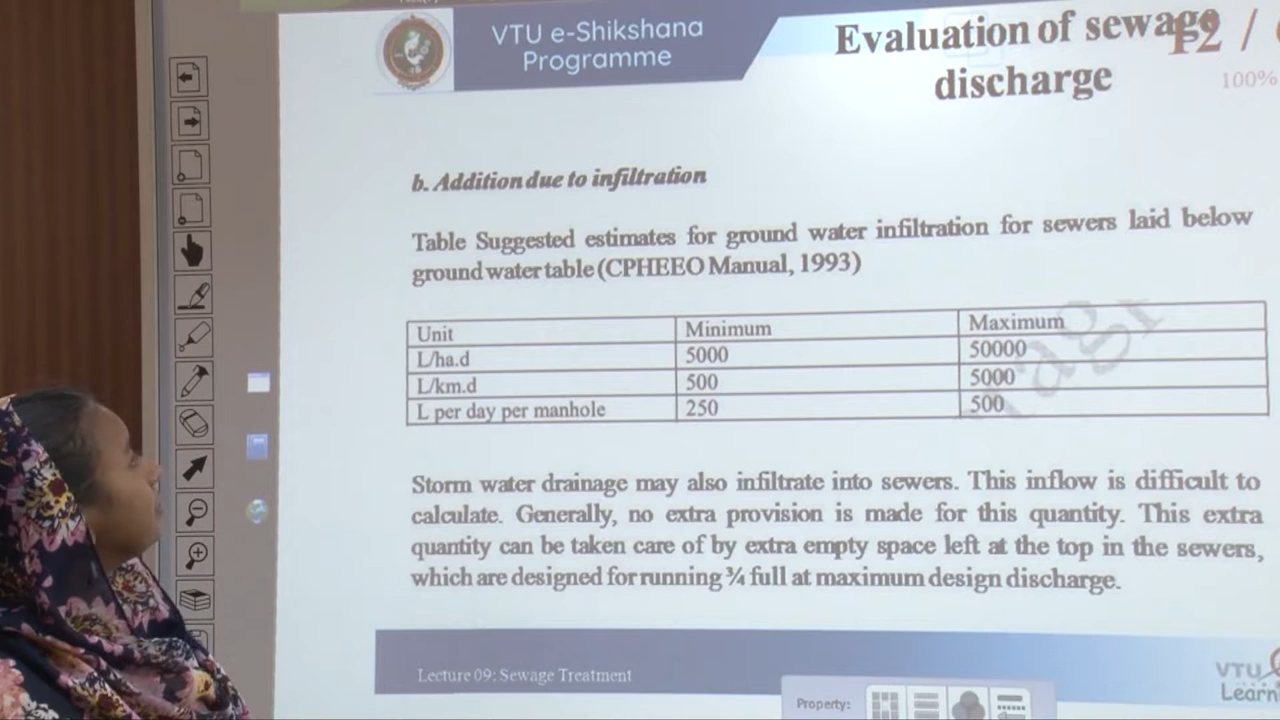 VTU e-Shikshana
Programme
Evaluation of sewage
discharge
12 /
100%
b. Addition due to infiltration
Table Suggested estimates for ground water infiltration for sewers laid below
ground water table (CPHEEO Manual, 1993)
Unit Minimum Maximum
L/ha.d 5000 50000
L/km.d 500 5000
L per day per manhole 250 500
Storm water drainage may also infiltrate into sewers. This inflow is difficult to
calculate. Generally, no extra provision is made for this quantity. This extra
quantity can be taken care of by extra empty space left at the top in the sewers,
which are designed for running ¾ full at maximum design discharge.
Lecture 09: Sewage Treatment
VTU
Learn
Property: